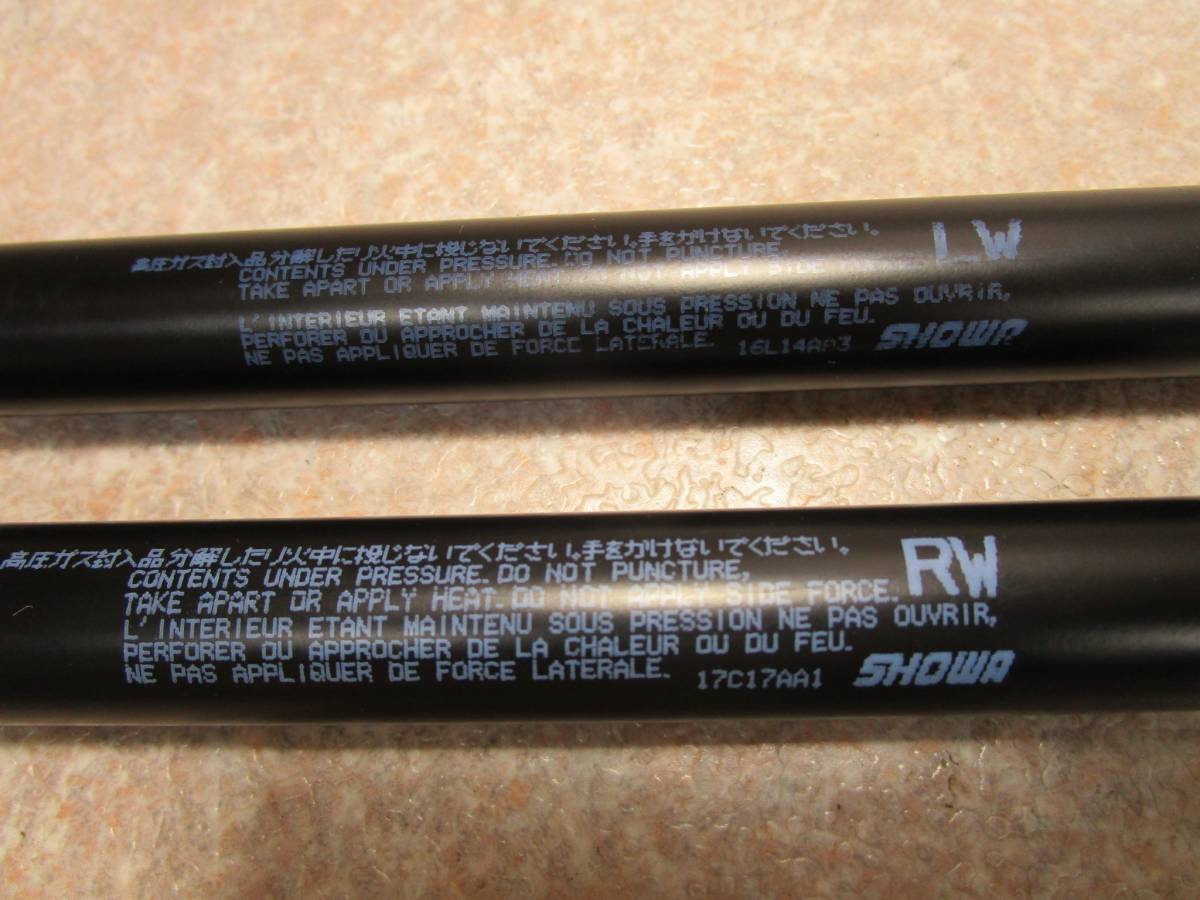 高圧ガス封入品分解したり火中に投じないでください。手をかけないでください。
LW
CONTENTS UNDER PRESSURE. DO NOT PUNCTURE,
TAKE APART OR APPLY HEAT. NOT APPLY SIDE
L'INTERIEUR ETANT MAINTENU SOUS PRESSION NE PAS OUVRIR,
PERFORER OU APPROCHER DE LA CHALEUR OU DU FEU.
NE PAS APPLIQUER DE FORCE LATERALE. 16L14AA3 SHOWA
高圧ガス封入品分解したり火中に投じないでください。手をかけないでください。
RW
CONTENTS UNDER PRESSURE. DO NOT PUNCTURE,
TAKE APART OR APPLY HEAT. DO NOT APPLY SIDE FORCE.
L'INTERIEUR ETANT MAINTENU SOUS PRESSION NE PAS OUVRIR,
PERFORER OU APPROCHER DE LA CHALEUR OU DU FEU.
NE PAS APPLIQUER DE FORCE LATERALE. 17C17AA1 SHOWA